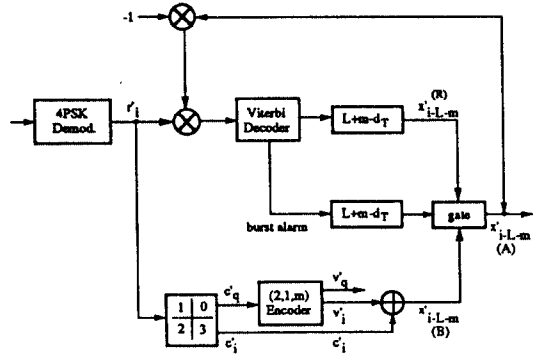 -1
4PSK
Demod.
r'i
Viterbi
Decoder
L+m-dT
(R)
x'i-L-m
burst alarm
L+m-dT
gate
x'i-L-m
(A)
1 0
2 3
c'q
(2,1,m)
Encoder
v'q
v'i
c'i
c'i
x'i-L-m
(B)